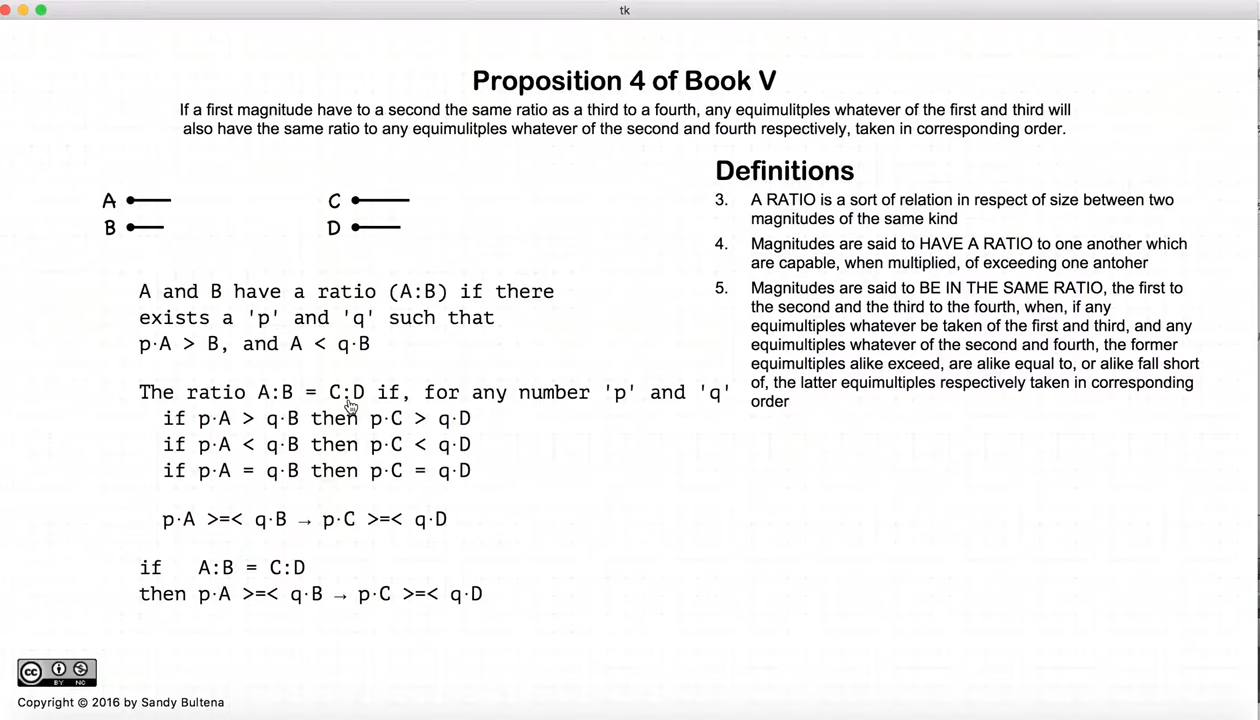 tk
Proposition 4 of Book V
If a first magnitude have to a second the same ratio as a third to a fourth, any equimulitples whatever of the first and third will
also have the same ratio to any equimulitples whatever of the second and fourth respectively, taken in corresponding order.
A
B
C
D
A and B have a ratio (A:B) if there
exists a 'p' and 'q' such that
p·A > B, and A < q·B
The ratio A:B = C:D if, for any number 'p' and 'q'
if p·A > q·B then p·C > q·D
if p·A < q·B then p·C < q·D
if p·A = q·B then p·C = q·D
p·A >=< q·B → p·C >=< q·D
if A:B = C:D
then p·A >=< q·B → p·C >=< q·D
Definitions
3. A RATIO is a sort of relation in respect of size between two
magnitudes of the same kind
4. Magnitudes are said to HAVE A RATIO to one another which
are capable, when multiplied, of exceeding one antoher
5. Magnitudes are said to BE IN THE SAME RATIO, the first to
the second and the third to the fourth, when, if any
equimultiples whatever be taken of the first and third, and any
equimultiples whatever of the second and fourth, the former
equimultiples alike exceed, are alike equal to, or alike fall short
of, the latter equimultiples respectively taken in corresponding
order
cc
BY NC
Copyright © 2016 by Sandy Bultena